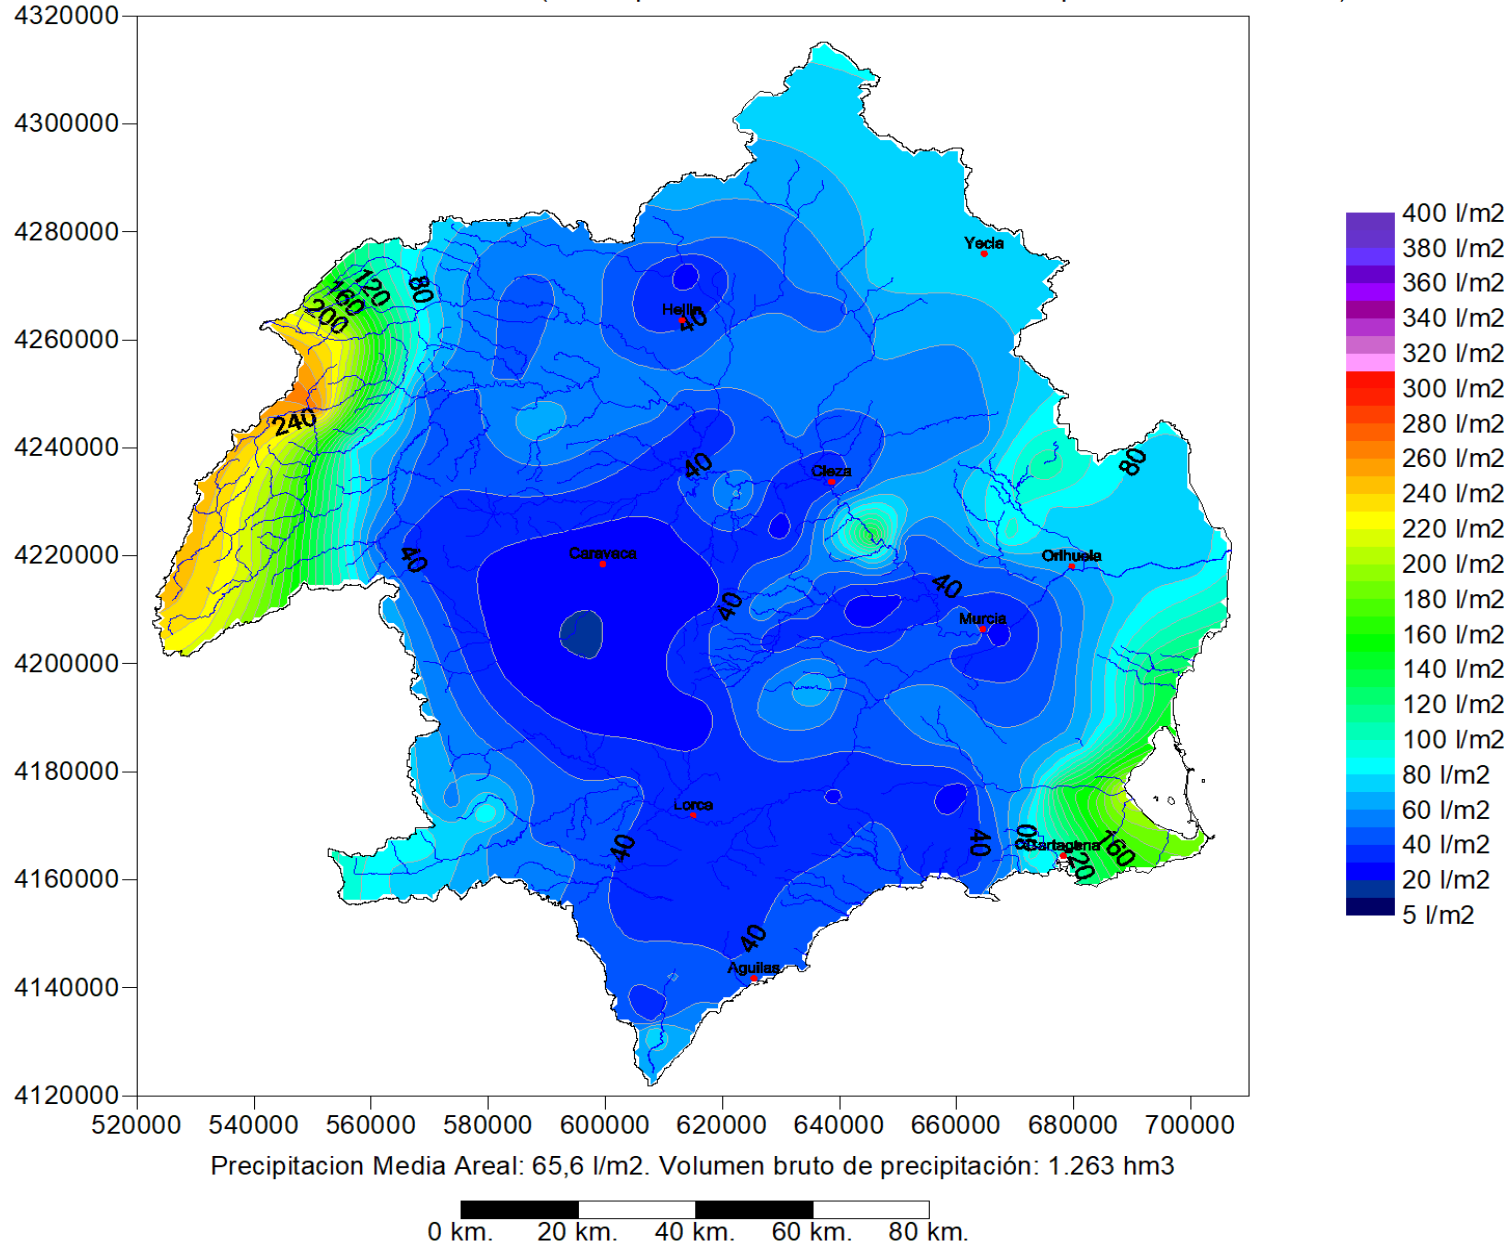 4320000
4300000
4280000
4260000
4240000
4220000
4200000
4180000
4160000
4140000
4120000
520000 540000 560000 580000 600000 620000 640000 660000 680000 700000
Yecla
Hellin
40
80
120
160
200
240
40
Cieza
80
Caravaca
40
Orihuela
40
40
Murcia
Lorca
40
40
80
Cartagena
120
160
40
Aguilas
400 l/m2
380 l/m2
360 l/m2
340 l/m2
320 l/m2
300 l/m2
280 l/m2
260 l/m2
240 l/m2
220 l/m2
200 l/m2
180 l/m2
160 l/m2
140 l/m2
120 l/m2
100 l/m2
80 l/m2
60 l/m2
40 l/m2
20 l/m2
5 l/m2
Precipitacion Media Areal: 65,6 l/m2. Volumen bruto de precipitación: 1.263 hm3
0 km. 20 km. 40 km. 60 km. 80 km.